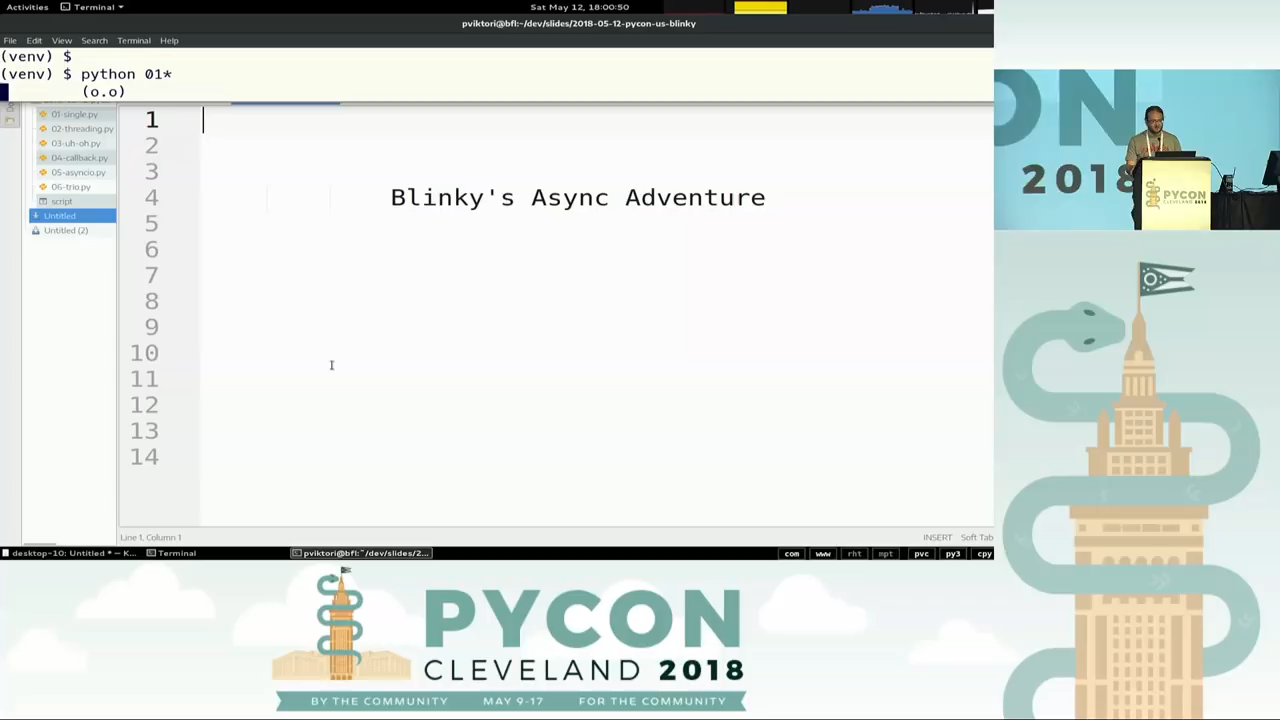 Activities
Terminal
Sat May 12, 18:00:50
pviktori@bfl:~/dev/slides/2018-05-12-pycon-us-blinky
File Edit View Search Terminal Help
(venv) $
(venv) $ python 01*
(o.o)
01-single.py
02-threading.py
03-uh-oh.py
04-callback.py
05-asyncio.py
06-trio.py
script
Untitled
Untitled (2)
1
2
3
4 Blinky's Async Adventure
5
6
7
8
9
10
11
12
13
14
Line 1, Column 1
INSERT Soft Tab
desktop-10: Untitled * — K...
Terminal
pviktori@bfl:~/dev/slides/2...
com www rht mpt pvc py3 cpy
ON
2018
PYCON
CLEVELAND 2018
PYCON
CLEVELAND 2018
BY THE COMMUNITY MAY 9-17 FOR THE COMMUNITY